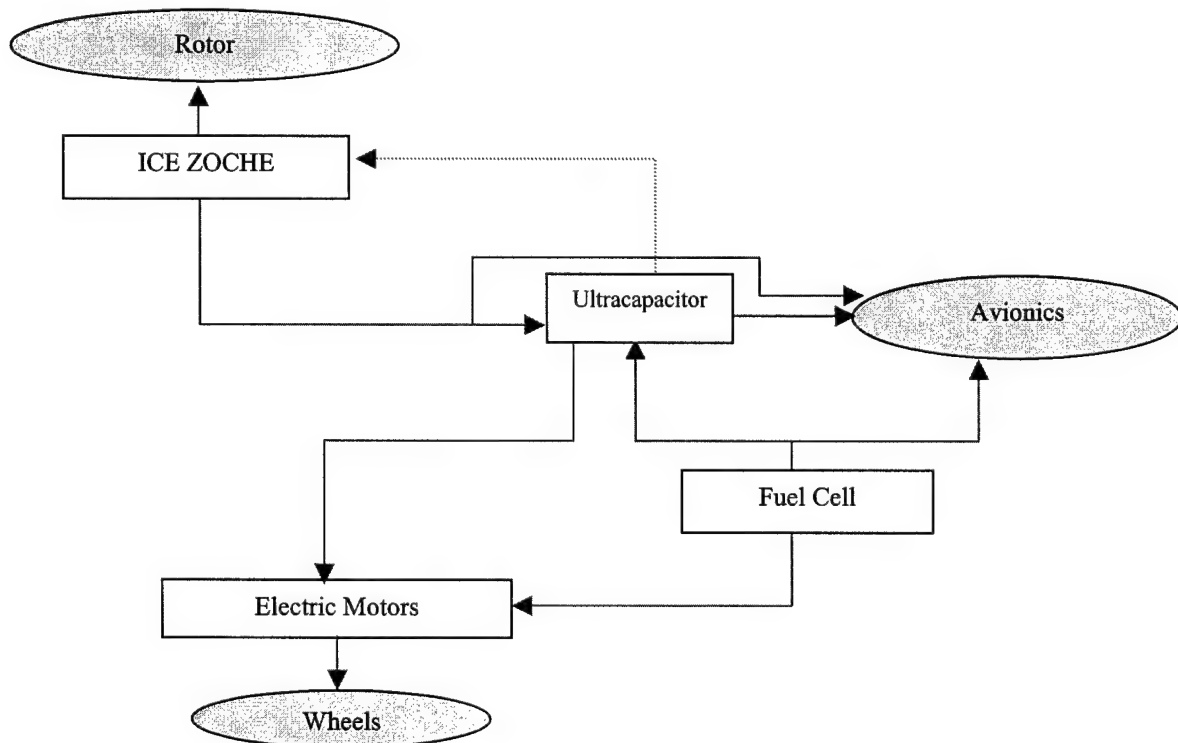 Rotor
ICE ZOCHE
Ultracapacitor
Avionics
Fuel Cell
Electric Motors
Wheels